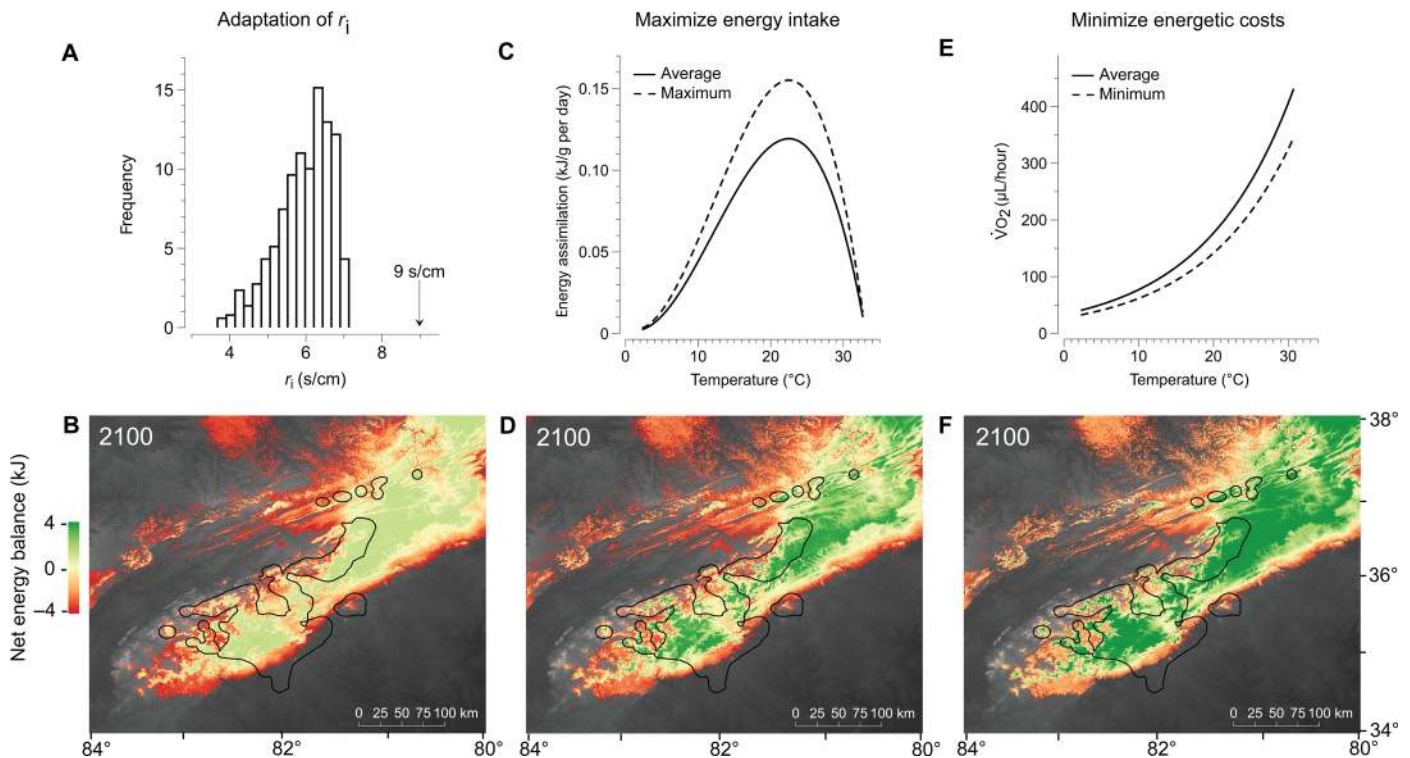 Adaptation of rᵢ
Maximize energy intake
Minimize energetic costs
A
15
10
5
0
Frequency
9 s/cm
4 6 8
rᵢ (s/cm)
C
Average
Maximum
0.15
0.1
0.05
0
Energy assimilation (kJ/g per day)
0 10 20 30
Temperature (°C)
E
Average
Minimum
400
300
200
100
0
V̇O₂ (μL/hour)
0 10 20 30
Temperature (°C)
B
2100
Net energy balance (kJ)
4
0
–4
0 25 50 75 100 km
84° 82° 80°
D
2100
0 25 50 75 100 km
82° 80°
F
2100
0 25 50 75 100 km
82° 80°
38°
36°
34°